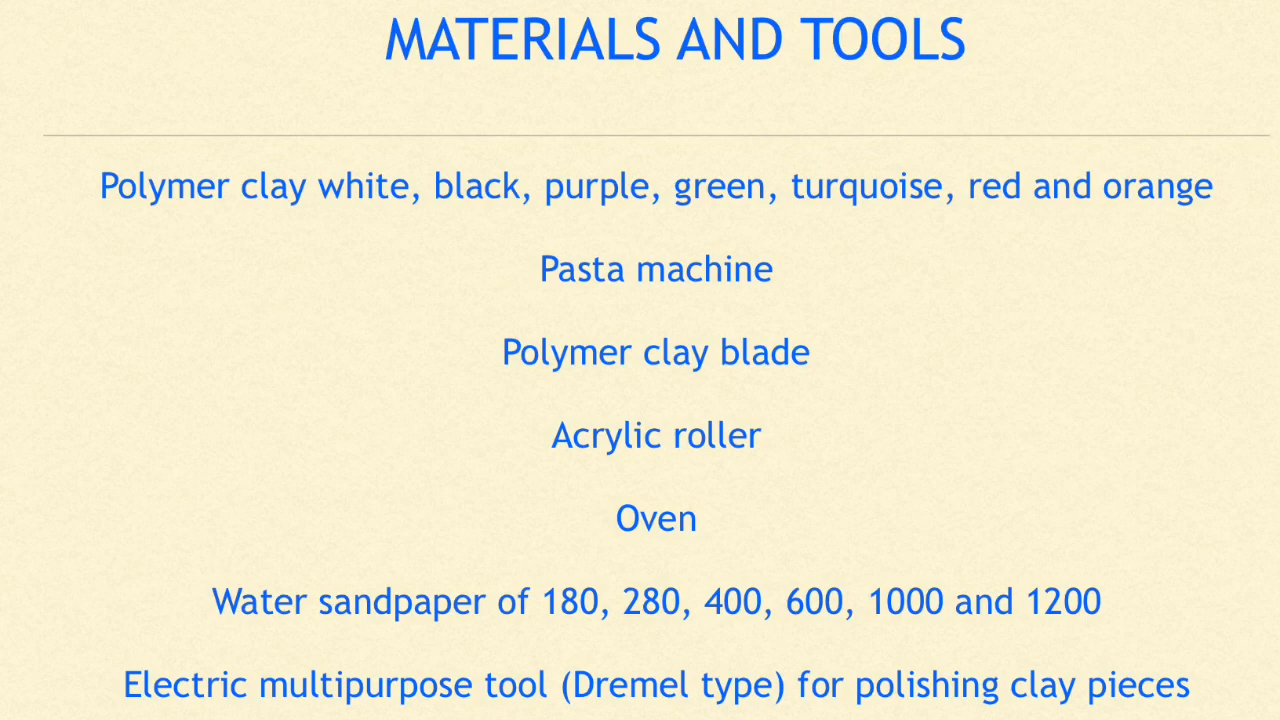 MATERIALS AND TOOLS
Polymer clay white, black, purple, green, turquoise, red and orange
Pasta machine
Polymer clay blade
Acrylic roller
Oven
Water sandpaper of 180, 280, 400, 600, 1000 and 1200
Electric multipurpose tool (Dremel type) for polishing clay pieces